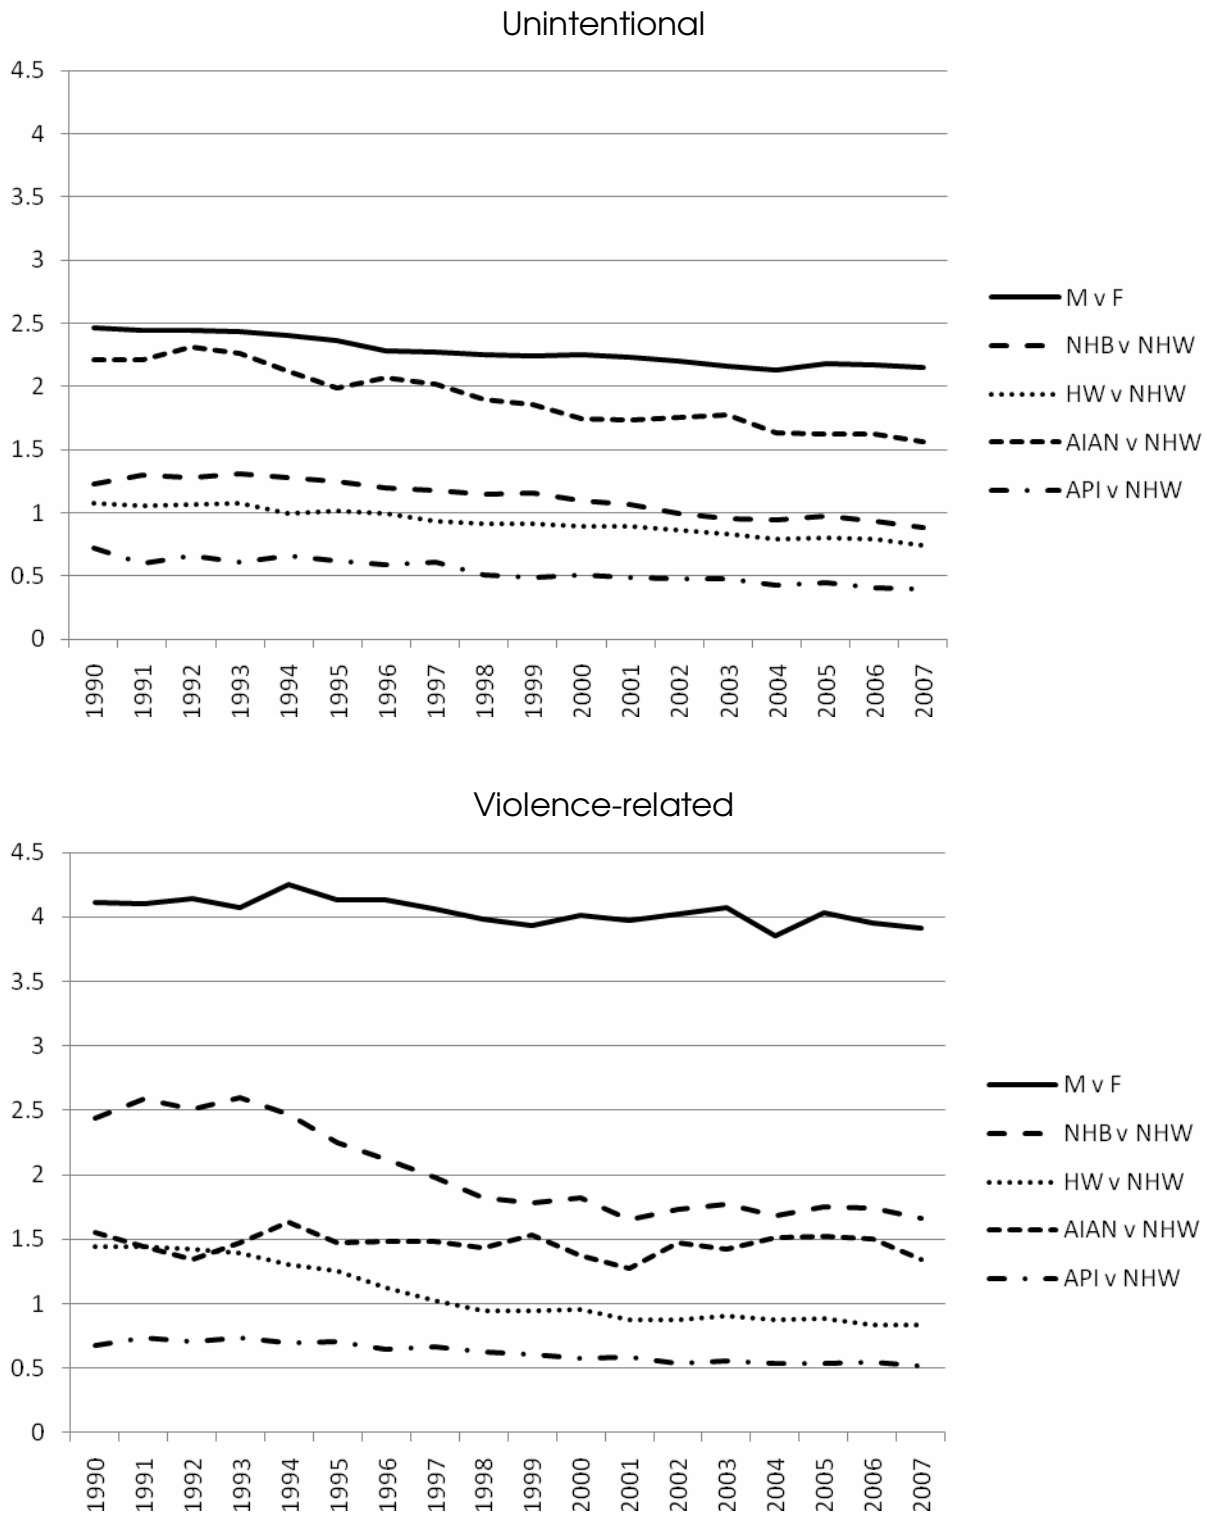 Unintentional
4.5
4
3.5
3
2.5
2
1.5
1
0.5
0
M v F
NHB v NHW
HW v NHW
AIAN v NHW
API v NHW
1990 1991 1992 1993 1994 1995 1996 1997 1998 1999 2000 2001 2002 2003 2004 2005 2006 2007
Violence-related
4.5
4
3.5
3
2.5
2
1.5
1
0.5
0
M v F
NHB v NHW
HW v NHW
AIAN v NHW
API v NHW
1990 1991 1992 1993 1994 1995 1996 1997 1998 1999 2000 2001 2002 2003 2004 2005 2006 2007